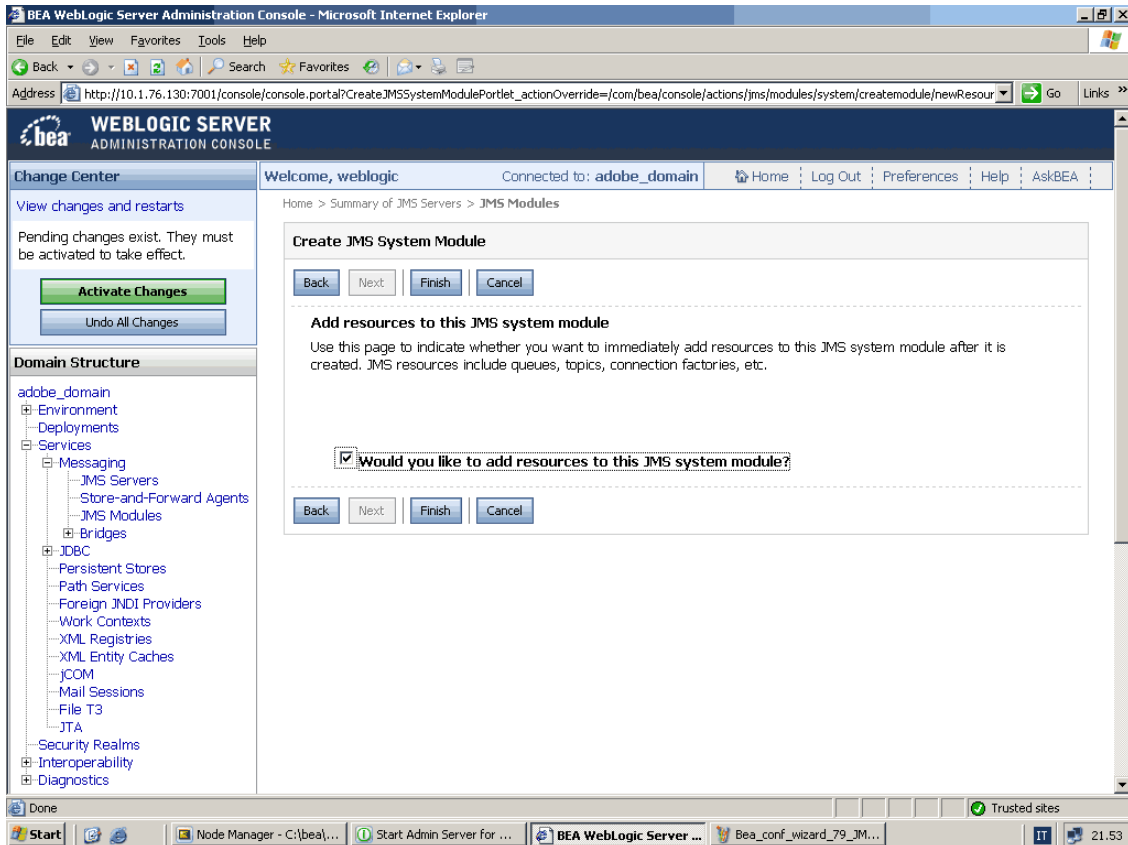 BEA WebLogic Server Administration Console - Microsoft Internet Explorer
File Edit View Favorites Tools Help
Back Search Favorites
Address http://10.1.76.130:7001/console/console.portal?CreateJMSSystemModulePortlet_actionOverride=/com/bea/console/actions/jms/modules/system/createmodule/newResour Go Links »
bea WEBLOGIC SERVER
ADMINISTRATION CONSOLE
Change Center
View changes and restarts
Pending changes exist. They must
be activated to take effect.
Activate Changes
Undo All Changes
Domain Structure
adobe_domain
Environment
Deployments
Services
Messaging
JMS Servers
Store-and-Forward Agents
JMS Modules
Bridges
JDBC
Persistent Stores
Path Services
Foreign JNDI Providers
Work Contexts
XML Registries
XML Entity Caches
jCOM
Mail Sessions
File T3
JTA
Security Realms
Interoperability
Diagnostics
Welcome, weblogic Connected to: adobe_domain Home Log Out Preferences Help AskBEA
Home > Summary of JMS Servers > JMS Modules
Create JMS System Module
Back Next Finish Cancel
Add resources to this JMS system module
Use this page to indicate whether you want to immediately add resources to this JMS system module after it is
created. JMS resources include queues, topics, connection factories, etc.
Would you like to add resources to this JMS system module?
Back Next Finish Cancel
Done Trusted sites
Start Node Manager - C:\bea\... Start Admin Server for ... BEA WebLogic Server ... Bea_conf_wizard_79_JM... IT 21.53